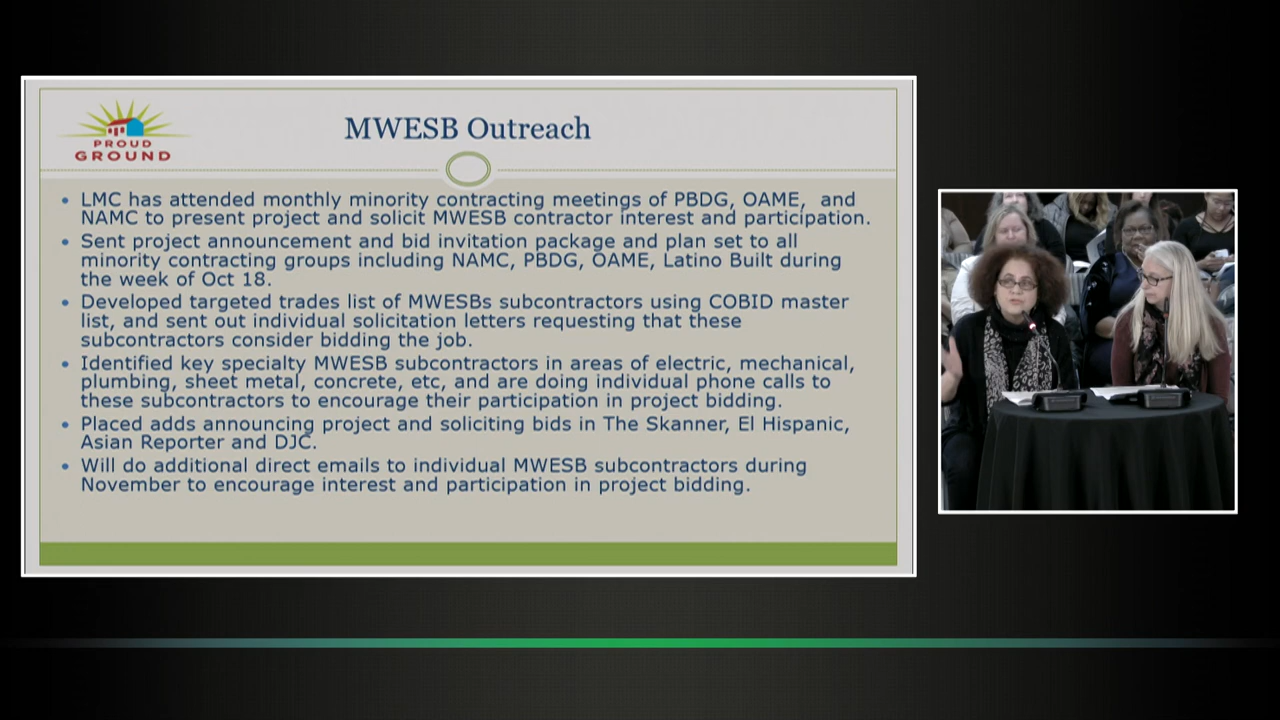 PROUD
GROUND
MWESB Outreach
• LMC has attended monthly minority contracting meetings of PBDG, OAME, and
NAMC to present project and solicit MWESB contractor interest and participation.
• Sent project announcement and bid invitation package and plan set to all
minority contracting groups including NAMC, PBDG, OAME, Latino Built during
the week of Oct 18.
• Developed targeted trades list of MWESBs subcontractors using COBID master
list, and sent out individual solicitation letters requesting that these
subcontractors consider bidding the job.
• Identified key specialty MWESB subcontractors in areas of electric, mechanical,
plumbing, sheet metal, concrete, etc, and are doing individual phone calls to
these subcontractors to encourage their participation in project bidding.
• Placed adds announcing project and soliciting bids in The Skanner, El Hispanic,
Asian Reporter and DJC.
• Will do additional direct emails to individual MWESB subcontractors during
November to encourage interest and participation in project bidding.